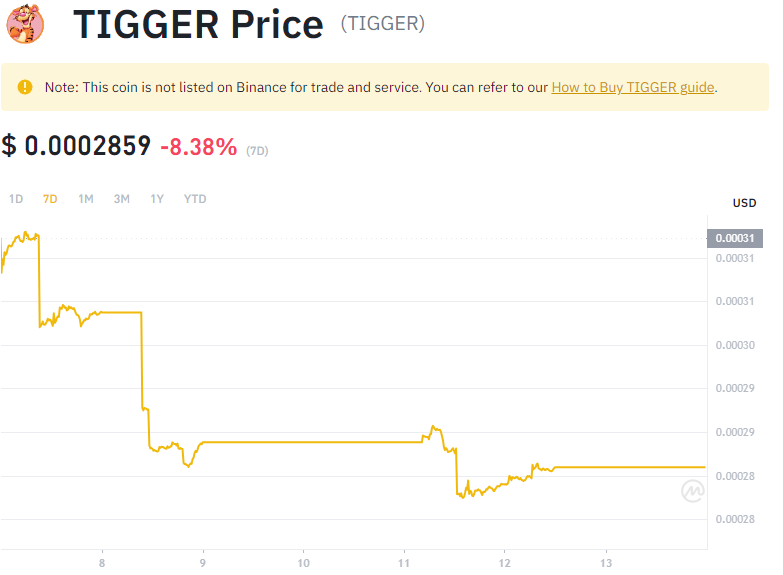 TIGGER Price (TIGGER)
Note: This coin is not listed on Binance for trade and service. You can refer to our How to Buy TIGGER guide.
$ 0.0002859 -8.38% (7D)
1D 7D 1M 3M 1Y YTD
USD
0.00031
0.00031
0.00031
0.00030
0.00029
0.00029
0.00028
0.00028
8 9 10 11 12 13